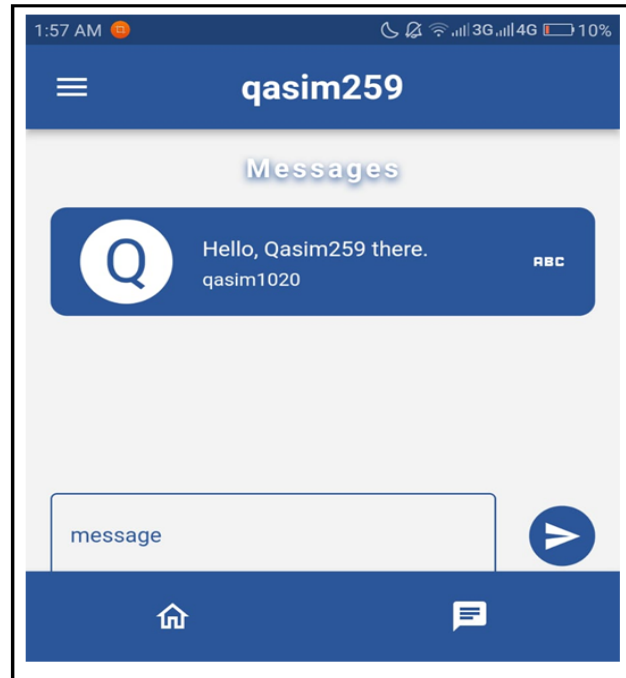 1:57 AM 3G 4G 10%
qasim259
Messages
Q
Hello, Qasim259 there.
qasim1020
ABC
message